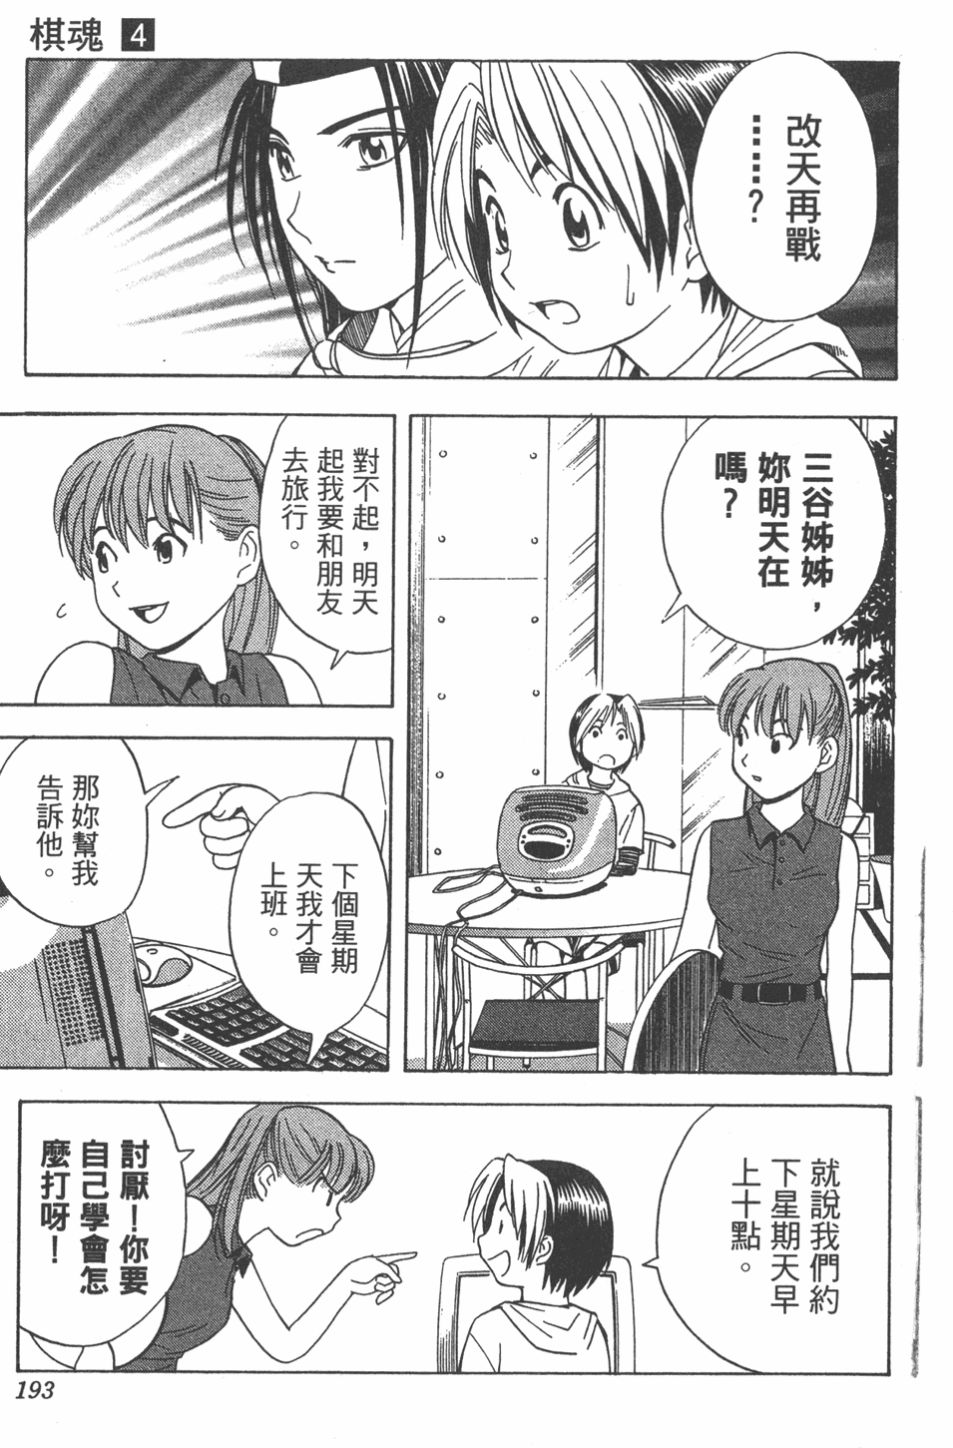 棋魂 4
改天再戰
……？
三谷姊姊，
妳明天在
嗎？
對不起，明天
起我要和朋友
去旅行。
下個星期
天我才會
上班。
那妳幫我
告訴他。
就說我們約
下星期天早
上十點。
討厭！你要
自己學會怎
麼打呀！
193